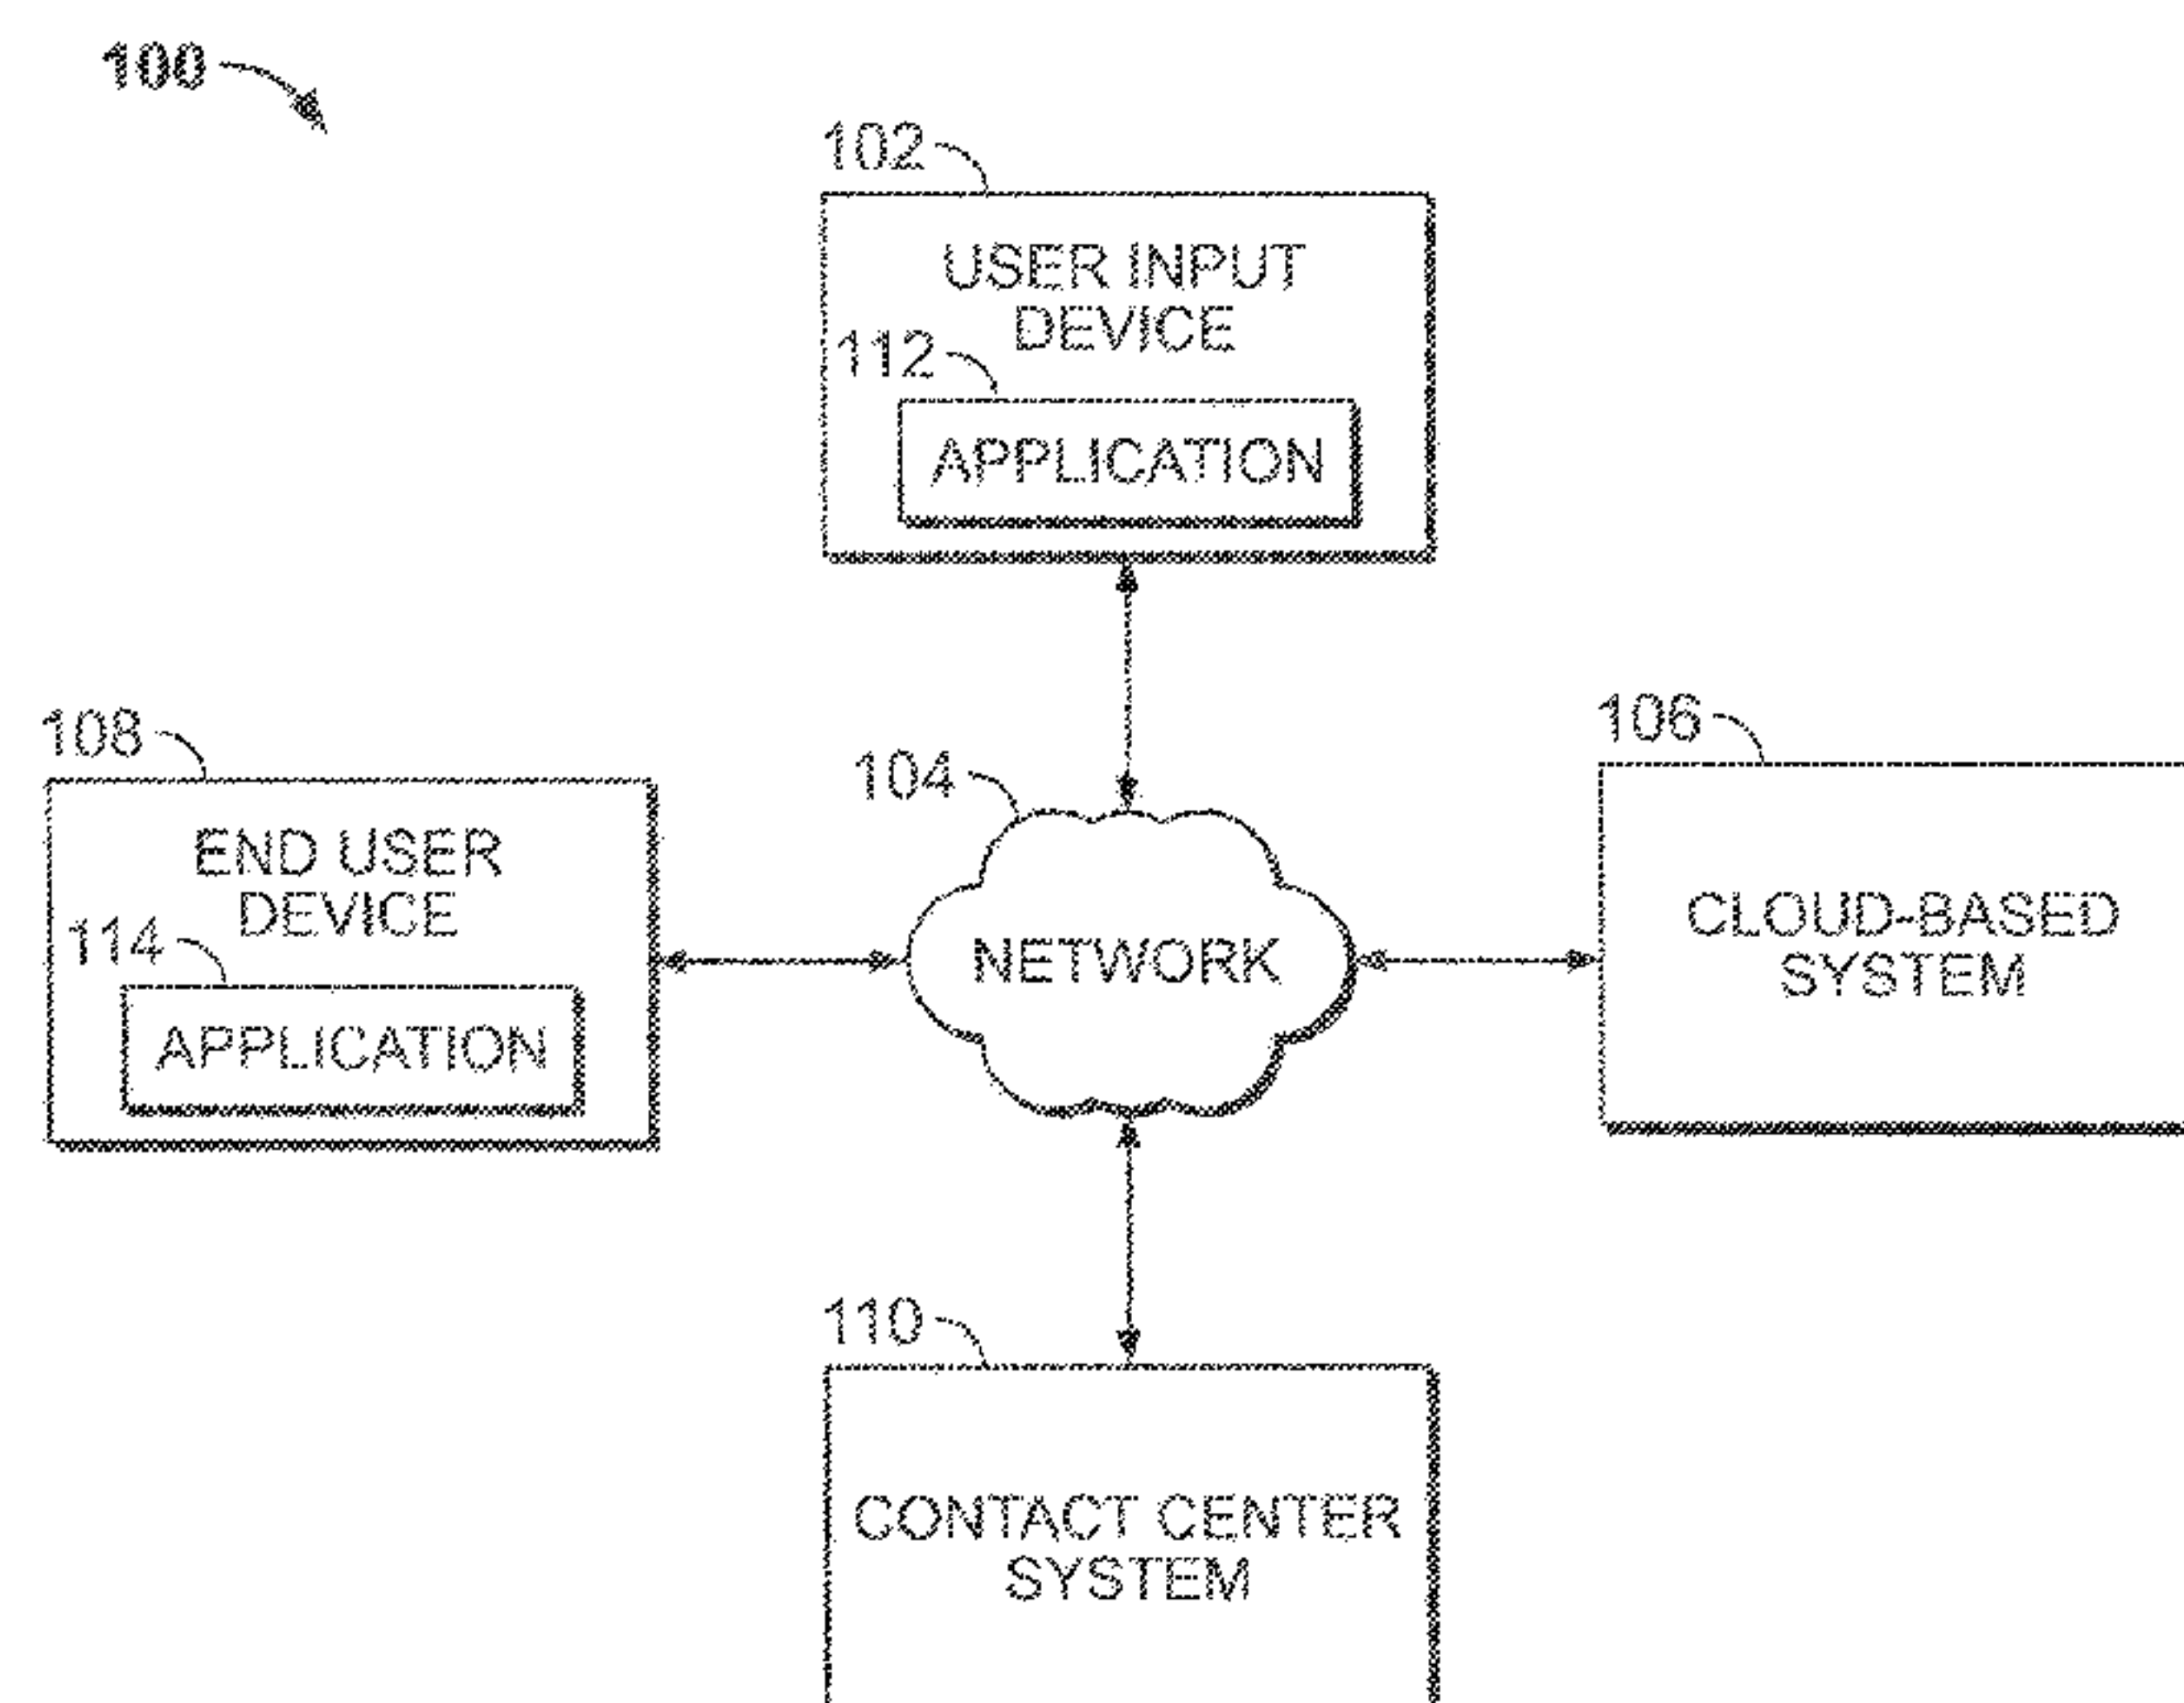 100
102
USER INPUT
DEVICE
112
APPLICATION
108
END USER
DEVICE
114
APPLICATION
104
NETWORK
106
CLOUD-BASED
SYSTEM
110
CONTACT CENTER
SYSTEM